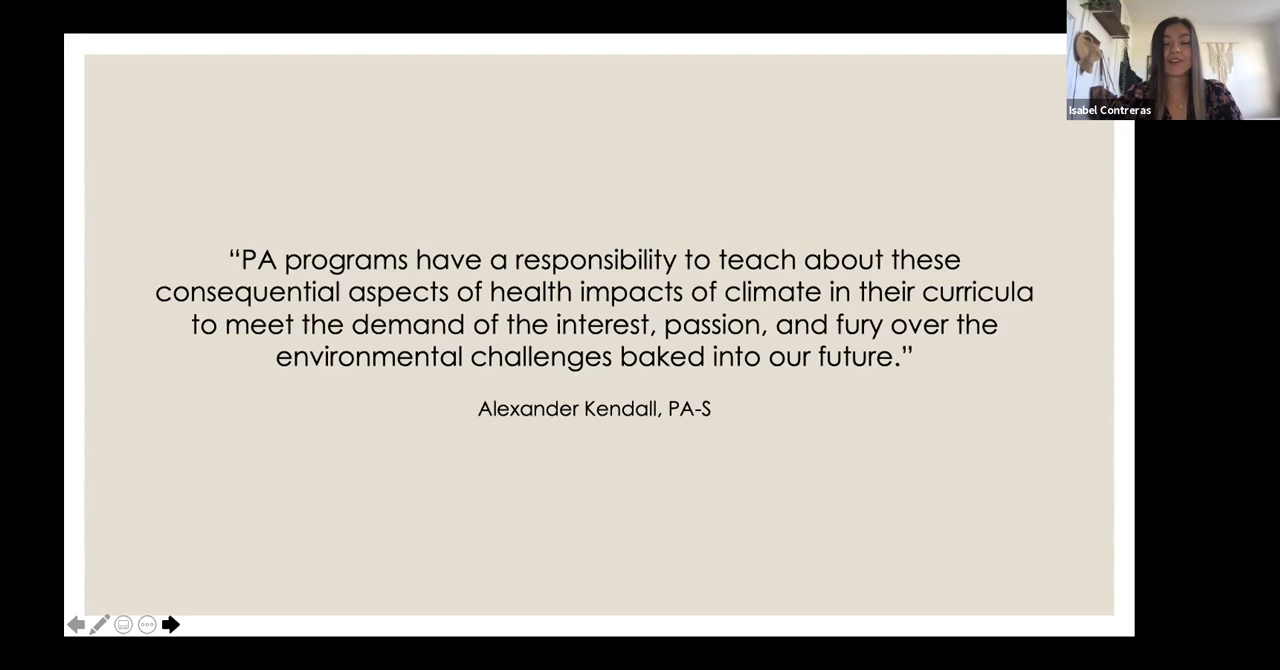 Isabel Contreras
“PA programs have a responsibility to teach about these
consequential aspects of health impacts of climate in their curricula
to meet the demand of the interest, passion, and fury over the
environmental challenges baked into our future.”
Alexander Kendall, PA-S